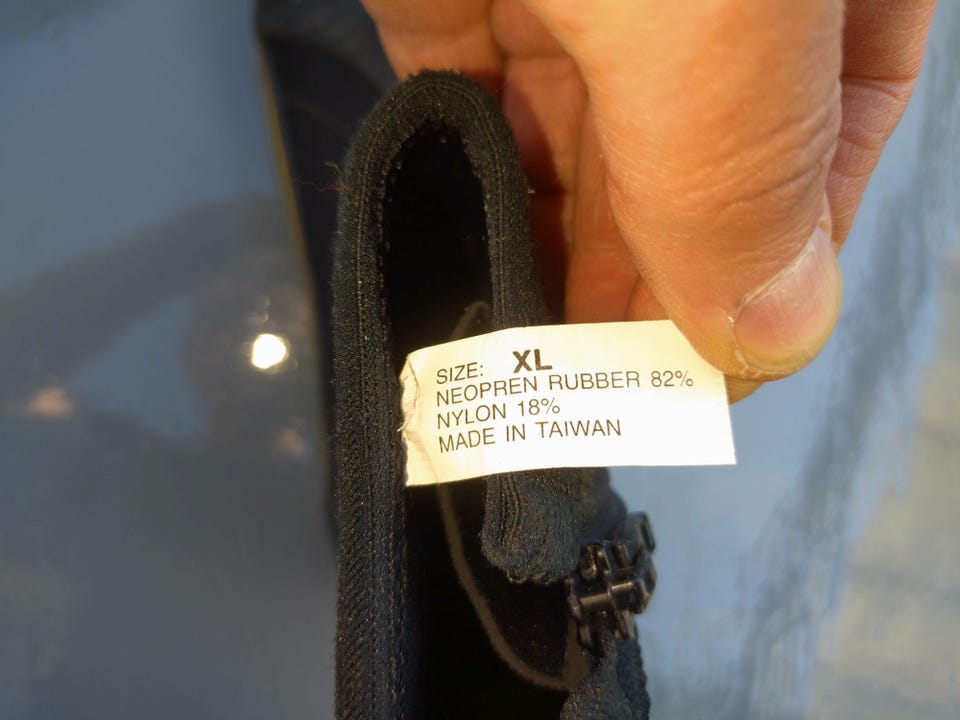 SIZE: XL
NEOPREN RUBBER 82%
NYLON 18%
MADE IN TAIWAN